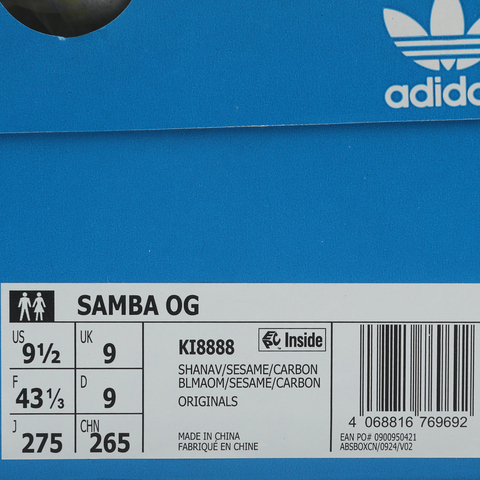 adidas
SAMBA OG
US 9½ UK 9
F 43⅓ D 9
J 275 CHN 265
KI8888 Inside
SHANAV/SESAME/CARBON
BLMAOM/SESAME/CARBON
ORIGINALS
MADE IN CHINA
FABRIQUÉ EN CHINE
4 068816 769692
EAN PO# 0900950421
ABSBOXCN/0924/V02